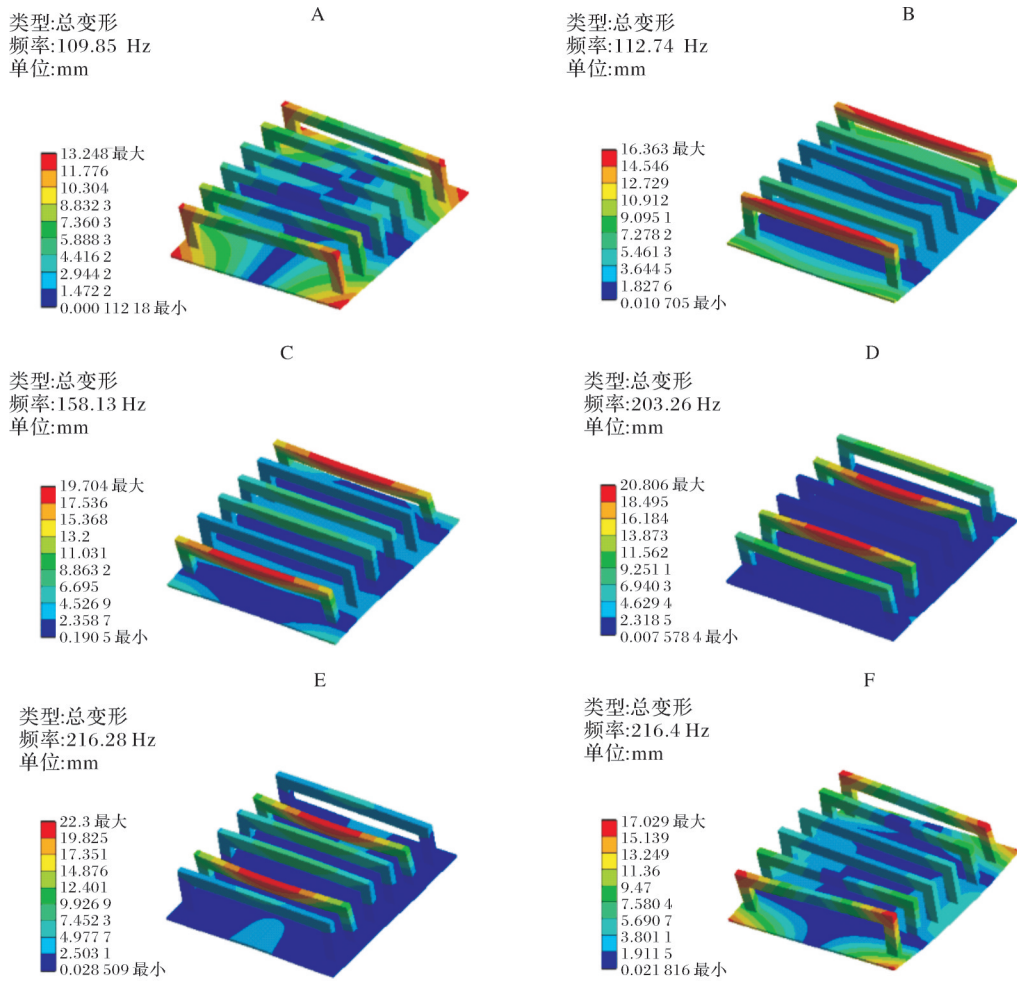 A
类型:总变形
频率:109.85 Hz
单位:mm
13.248 最大
11.776
10.304
8.832 3
7.360 3
5.888 3
4.416 2
2.944 2
1.472 2
0.000 112 18 最小
B
类型:总变形
频率:112.74 Hz
单位:mm
16.363 最大
14.546
12.729
10.912
9.095 1
7.278 2
5.461 3
3.644 5
1.827 6
0.010 705 最小
C
类型:总变形
频率:158.13 Hz
单位:mm
19.704 最大
17.536
15.368
13.2
11.031
8.863 2
6.695
4.526 9
2.358 7
0.190 5 最小
D
类型:总变形
频率:203.26 Hz
单位:mm
20.806 最大
18.495
16.184
13.873
11.562
9.251 1
6.940 3
4.629 4
2.318 5
0.007 578 4 最小
E
类型:总变形
频率:216.28 Hz
单位:mm
22.3 最大
19.825
17.351
14.876
12.401
9.926 9
7.452 3
4.977 7
2.503 1
0.028 509 最小
F
类型:总变形
频率:216.4 Hz
单位:mm
17.029 最大
15.139
13.249
11.36
9.47
7.580 4
5.690 7
3.801 1
1.911 5
0.021 816 最小